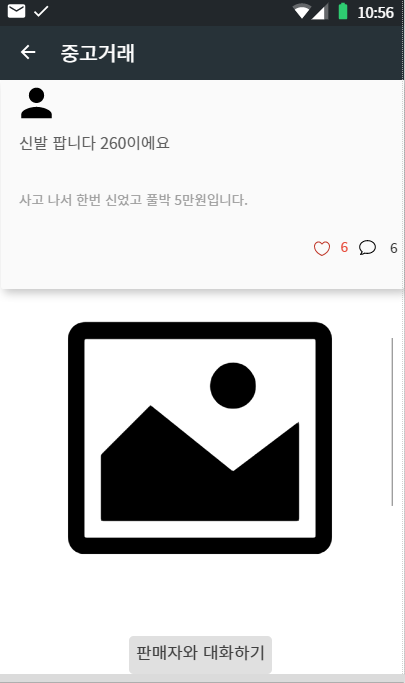 10:56
중고거래
신발 팝니다 260이에요
사고 나서 한번 신었고 풀박 5만원입니다.
6 6
판매자와 대화하기